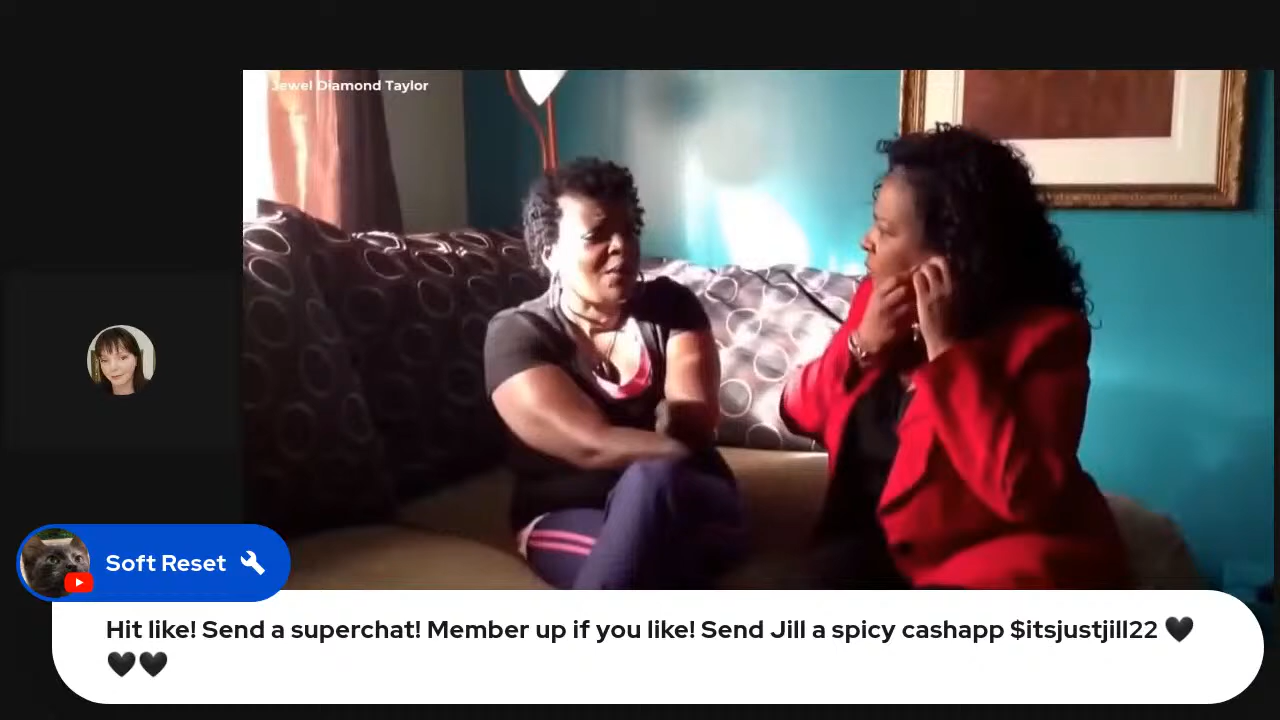 Jewel Diamond Taylor
Soft Reset
Hit like! Send a superchat! Member up if you like! Send Jill a spicy cashapp $itsjustjill22 🖤
🖤🖤